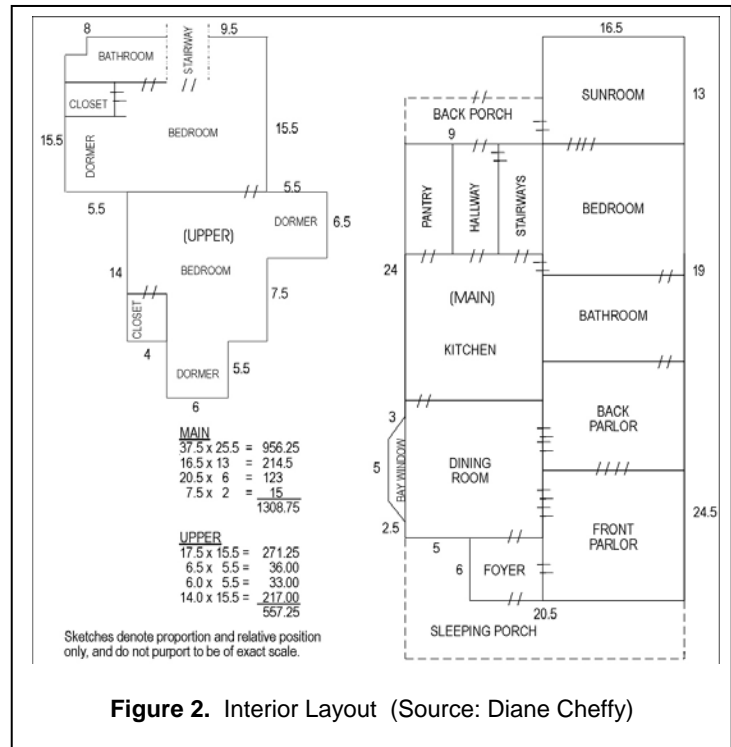 8
9.5
BATHROOM
STAIRWAY
CLOSET
15.5
DORMER
BEDROOM
15.5
5.5
5.5
(UPPER)
DORMER
6.5
BEDROOM
14
7.5
CLOSET
4
DORMER
5.5
6
MAIN
37.5 x 25.5 = 956.25
16.5 x 13 = 214.5
20.5 x 6 = 123
7.5 x 2 = 15
1308.75
UPPER
17.5 x 15.5 = 271.25
6.5 x 5.5 = 36.00
6.0 x 5.5 = 33.00
14.0 x 15.5 = 217.00
557.25
Sketches denote proportion and relative position
only, and do not purport to be of exact scale.
16.5
SUNROOM
13
BACK PORCH
9
PANTRY
HALLWAY
STAIRWAYS
BEDROOM
24
19
(MAIN)
KITCHEN
BATHROOM
3
5
BAY WINDOW
DINING
ROOM
BACK
PARLOR
2.5
5
24.5
FRONT
PARLOR
6
FOYER
20.5
SLEEPING PORCH
Figure 2. Interior Layout (Source: Diane Cheffy)